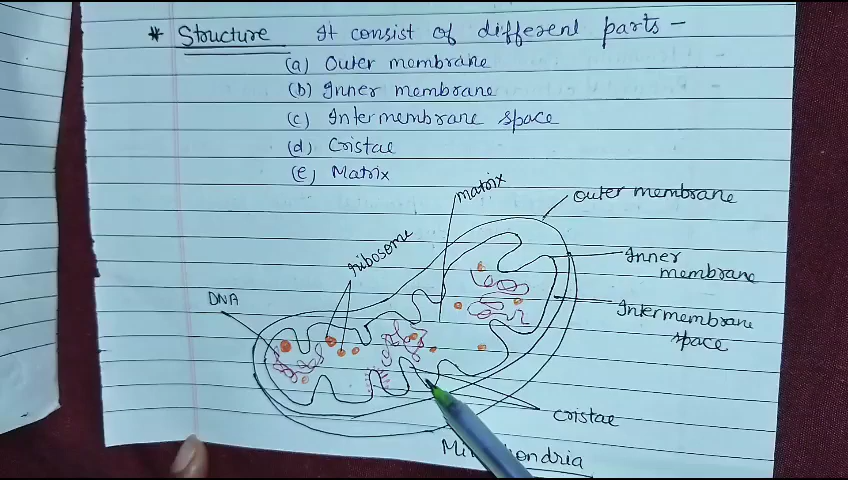 * Structure It consist of different parts -
(a) Outer membrane
(b) Inner membrane
(c) Intermembrane space
(d) Cristae
(e) Matrix
matrix
Outer membrane
ribosome
Inner
membrane
DNA
Intermembrane
space
cristae